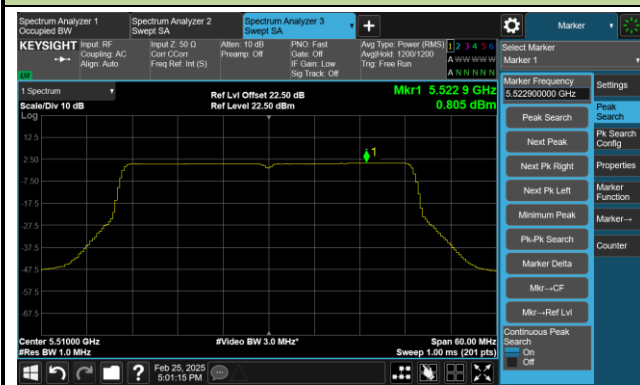 Spectrum Analyzer 1
Occupied BW
Spectrum Analyzer 2
Swept SA
Spectrum Analyzer 3
Swept SA
+
Marker
KEYSIGHT
Input: RF
Coupling: AC
Align: Auto
Input Z: 50 Ω
Corr CCorr
Freq Ref: Int (S)
Atten: 10 dB
Preamp: Off
PNO: Fast
Gate: Off
IF Gain: Low
Sig Track: Off
Avg Type: Power (RMS)
Avg|Hold: 1200/1200
Trig: Free Run
1 2 3 4 5 6
A W W W W W
A N N N N N
Select Marker
Marker 1
1 Spectrum
Scale/Div 10 dB
Log
Ref Lvl Offset 22.50 dB
Ref Level 22.50 dBm
Mkr1 5.522 9 GHz
0.805 dBm
1
12.5
2.50
-7.50
-17.5
-27.5
-37.5
-47.5
-57.5
-67.5
Center 5.51000 GHz
#Res BW 1.0 MHz
#Video BW 3.0 MHz*
Span 60.00 MHz
Sweep 1.00 ms (201 pts)
Marker Frequency
5.522900000 GHz
Peak Search
Next Peak
Next Pk Right
Next Pk Left
Minimum Peak
Pk-Pk Search
Marker Delta
Mkr→CF
Mkr→Ref Lvl
Continuous Peak
Search
On
Off
Settings
Peak
Search
Pk Search
Config
Properties
Marker
Function
Marker→
Counter
?
Feb 25, 2025
5:01:15 PM